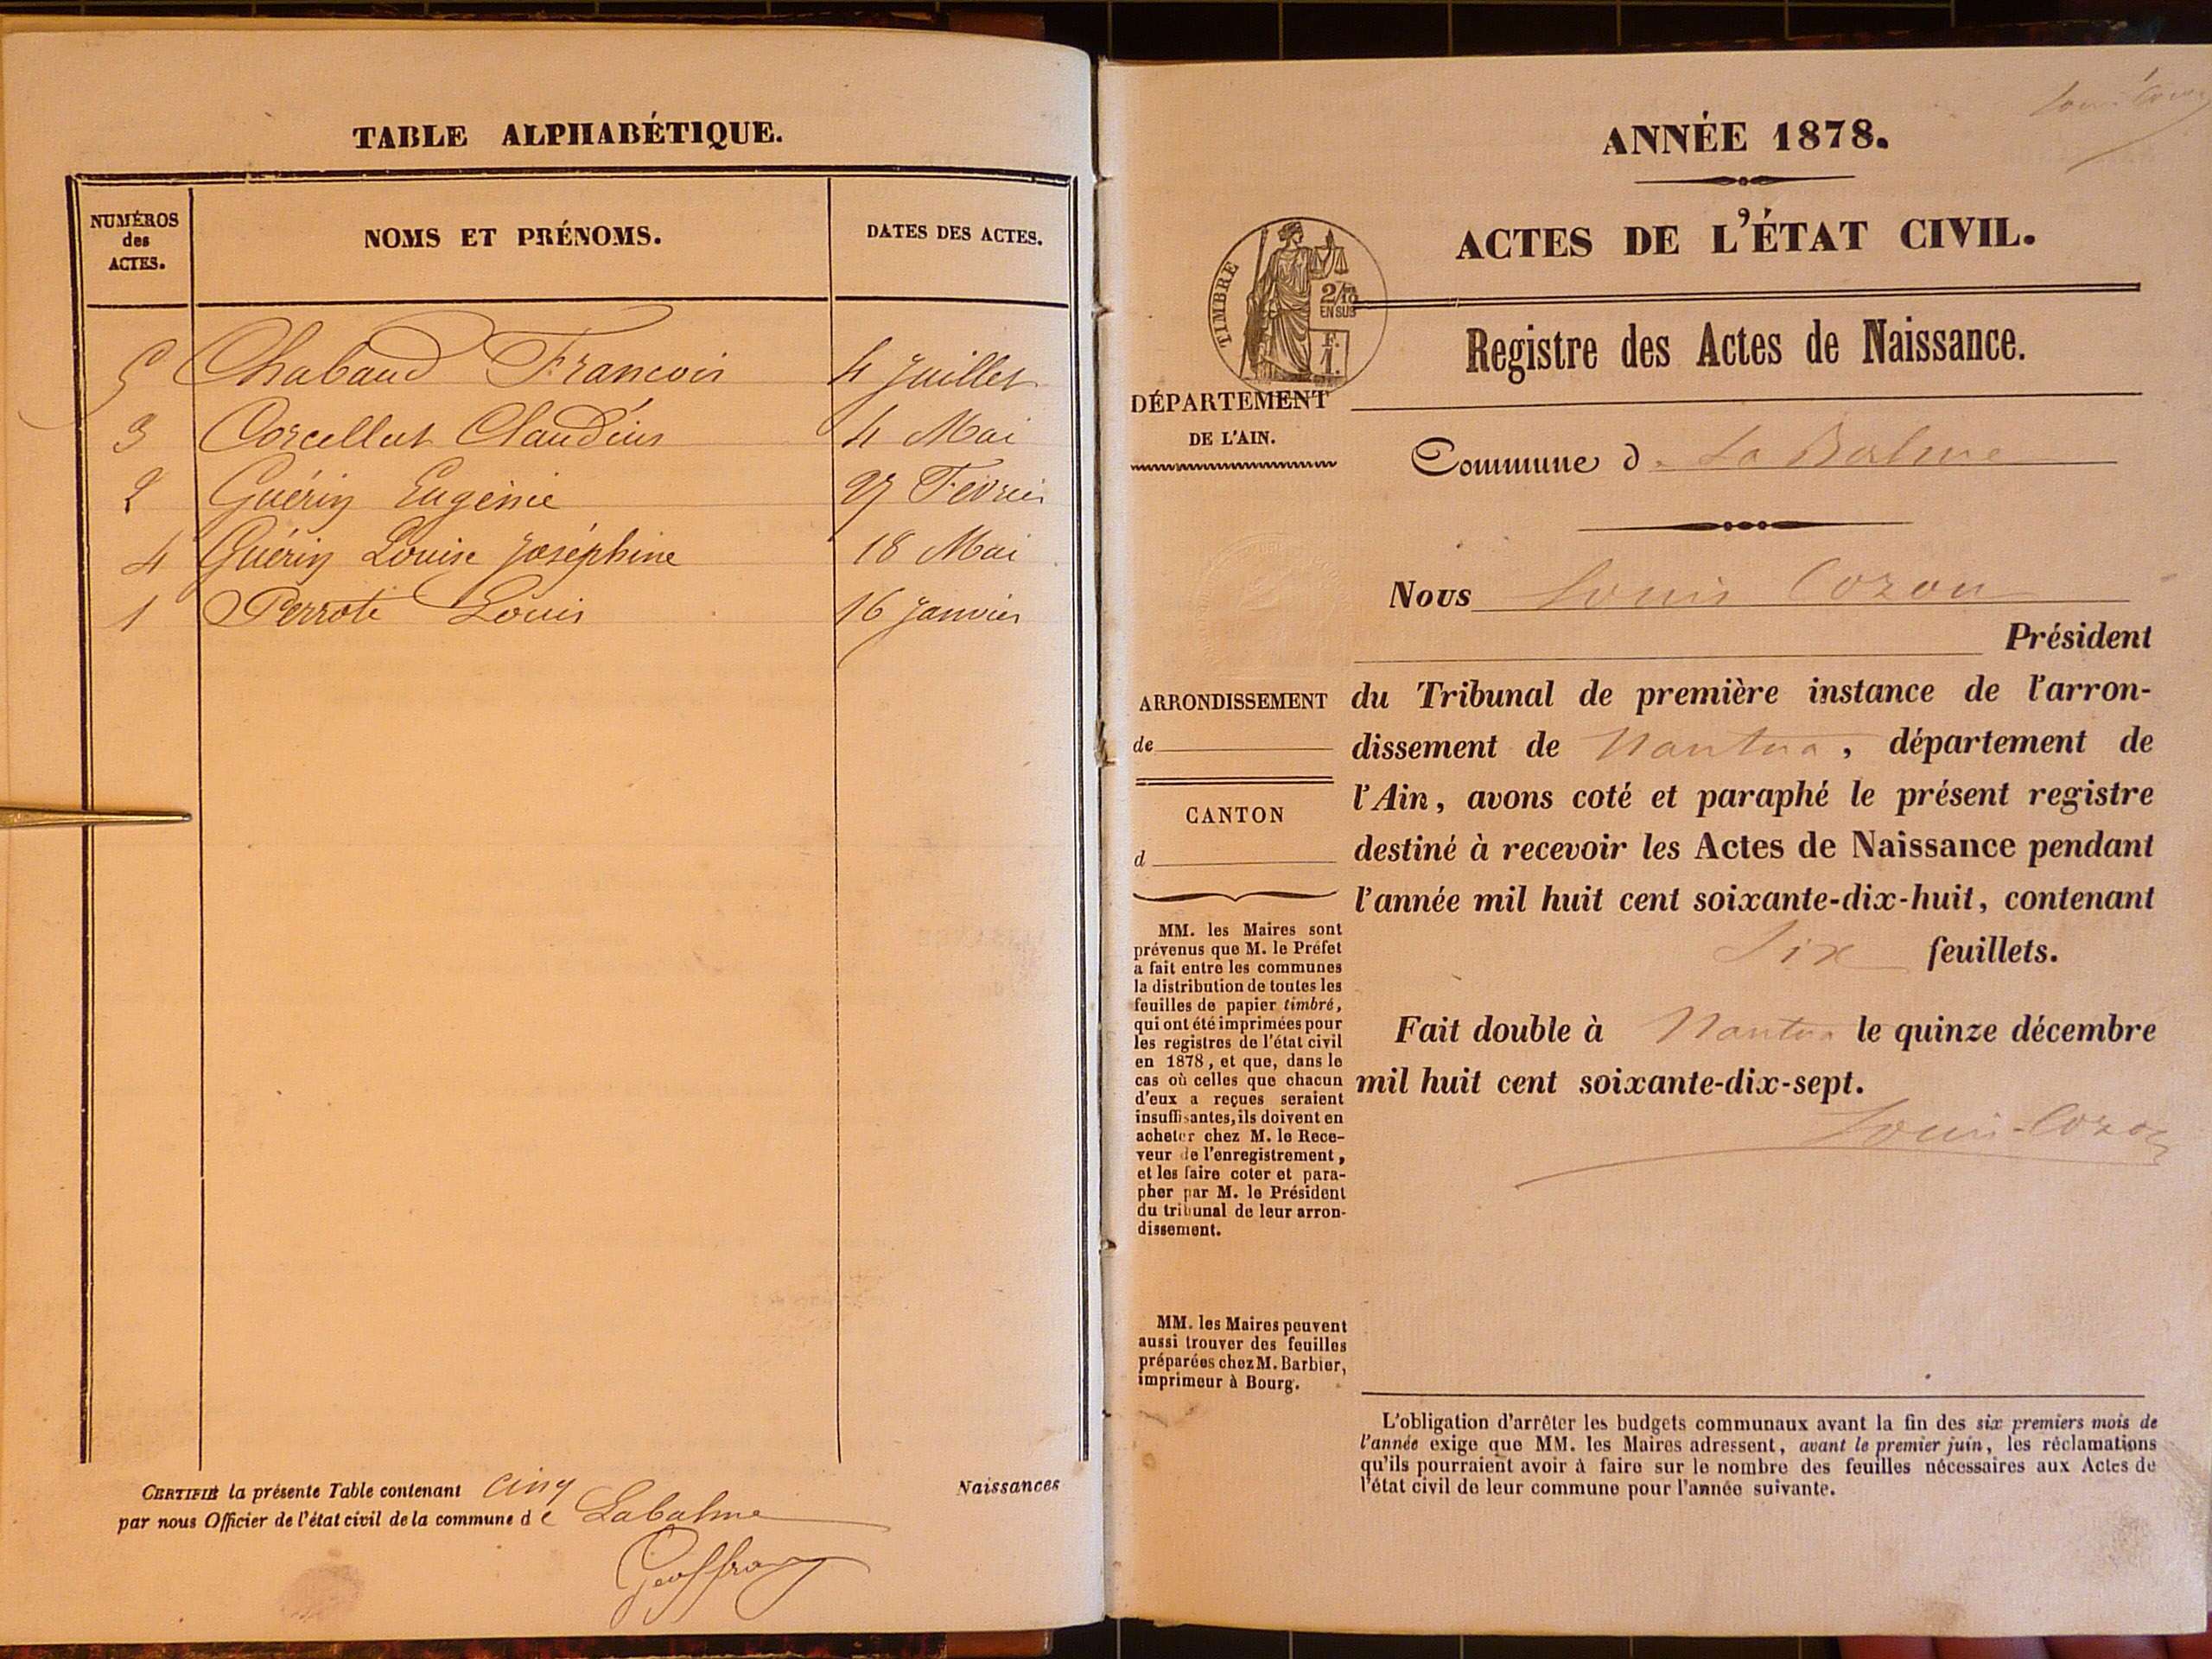 TABLE ALPHABÉTIQUE.
NUMÉROS
des
ACTES.
NOMS ET PRÉNOMS.
DATES DES ACTES.
5 Chabaud Francois 4 Juillet
3 Corcellut Claudius 4 Mai
2 Guérin Eugénie 27 Fevrier
4 Guérin Louise Joséphine 18 Mai
1 Perrot Louis 16 Janvier
CERTIFIÉ la présente Table contenant cinq Naissances
par nous Officier de l'état civil de la commune de Labalme
Geoffray
Louis Cozon
ANNÉE 1878.
ACTES DE L'ÉTAT CIVIL.
TIMBRE
2/10
EN SUS
F.
1.
Registre des Actes de Naissance.
DÉPARTEMENT
DE L'AIN.
Commune d La Balme
Nous Louis Cozon
Président
du Tribunal de première instance de l'arron-
dissement de Nantua, département de
l'Ain, avons coté et paraphé le présent registre
destiné à recevoir les Actes de Naissance pendant
l'année mil huit cent soixante-dix-huit, contenant
Six feuillets.
Fait double à Nantua le quinze décembre
mil huit cent soixante-dix-sept.
Louis Cozon
ARRONDISSEMENT
de
CANTON
d
MM. les Maires sont
prévenus que M. le Préfet
a fait entre les communes
la distribution de toutes les
feuilles de papier timbré,
qui ont été imprimées pour
les registres de l'état civil
en 1878, et que, dans le
cas où celles que chacun
d'eux a reçues seraient
insuffisantes, ils doivent en
acheter chez M. le Rece-
veur de l'enregistrement,
et les faire coter et para-
pher par M. le Président
du tribunal de leur arron-
dissement.
MM. les Maires peuvent
aussi trouver des feuilles
préparées chez M. Barbier,
imprimeur à Bourg.
L'obligation d'arrêter les budgets communaux avant la fin des six premiers mois de
l'année exige que MM. les Maires adressent, avant le premier juin, les réclamations
qu'ils pourraient avoir à faire sur le nombre des feuilles nécessaires aux Actes de
l'état civil de leur commune pour l'année suivante.